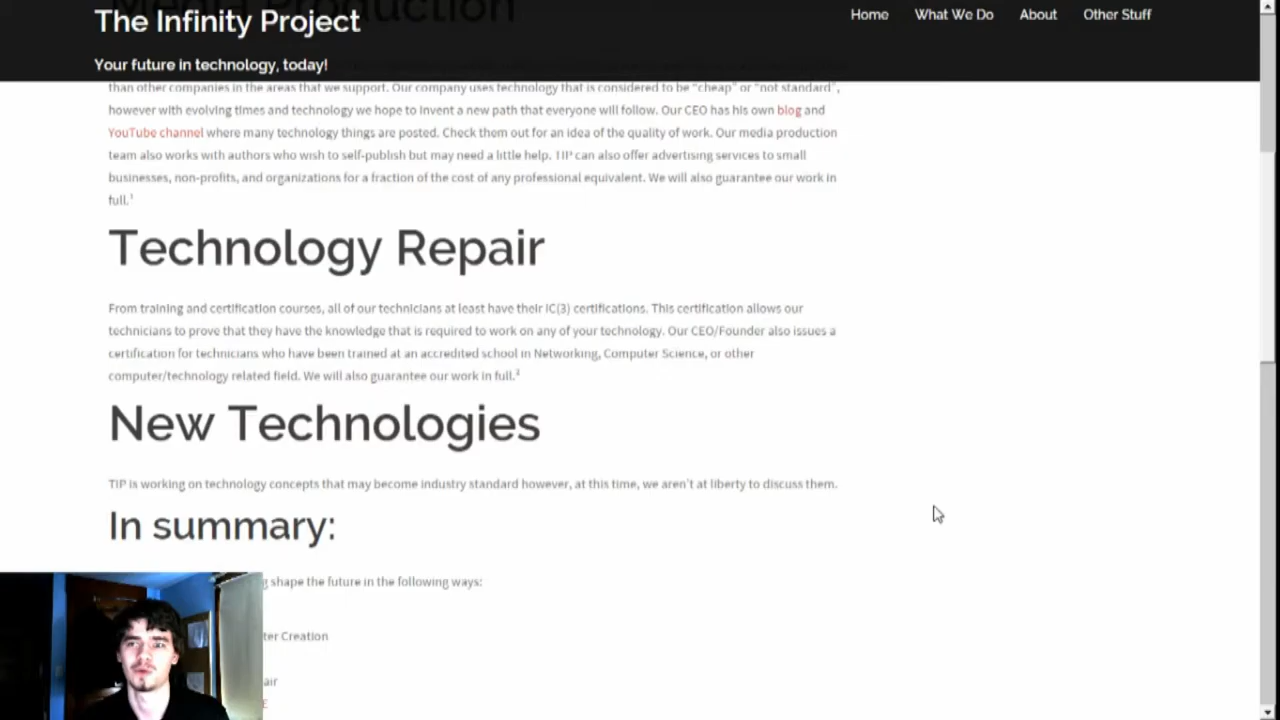 Media Production
The Infinity Project
Home What We Do About Other Stuff
Your future in technology, today!
than other companies in the areas that we support. Our company uses technology that is considered to be "cheap" or "not standard",
however with evolving times and technology we hope to invent a new path that everyone will follow. Our CEO has his own blog and
YouTube channel where many technology things are posted. Check them out for an idea of the quality of work. Our media production
team also works with authors who wish to self-publish but may need a little help. TIP can also offer advertising services to small
businesses, non-profits, and organizations for a fraction of the cost of any professional equivalent. We will also guarantee our work in
full.¹
Technology Repair
From training and certification courses, all of our technicians at least have their IC(3) certifications. This certification allows our
technicians to prove that they have the knowledge that is required to work on any of your technology. Our CEO/Founder also issues a
certification for technicians who have been trained at an accredited school in Networking, Computer Science, or other
computer/technology related field. We will also guarantee our work in full.²
New Technologies
TIP is working on technology concepts that may become industry standard however, at this time, we aren't at liberty to discuss them.
In summary:
g shape the future in the following ways:
ter Creation
air
E